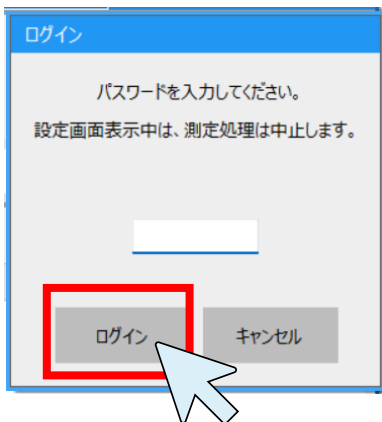 ログイン
パスワードを入力してください。
設定画面表示中は、測定処理は中止します。
ログイン
キャンセル